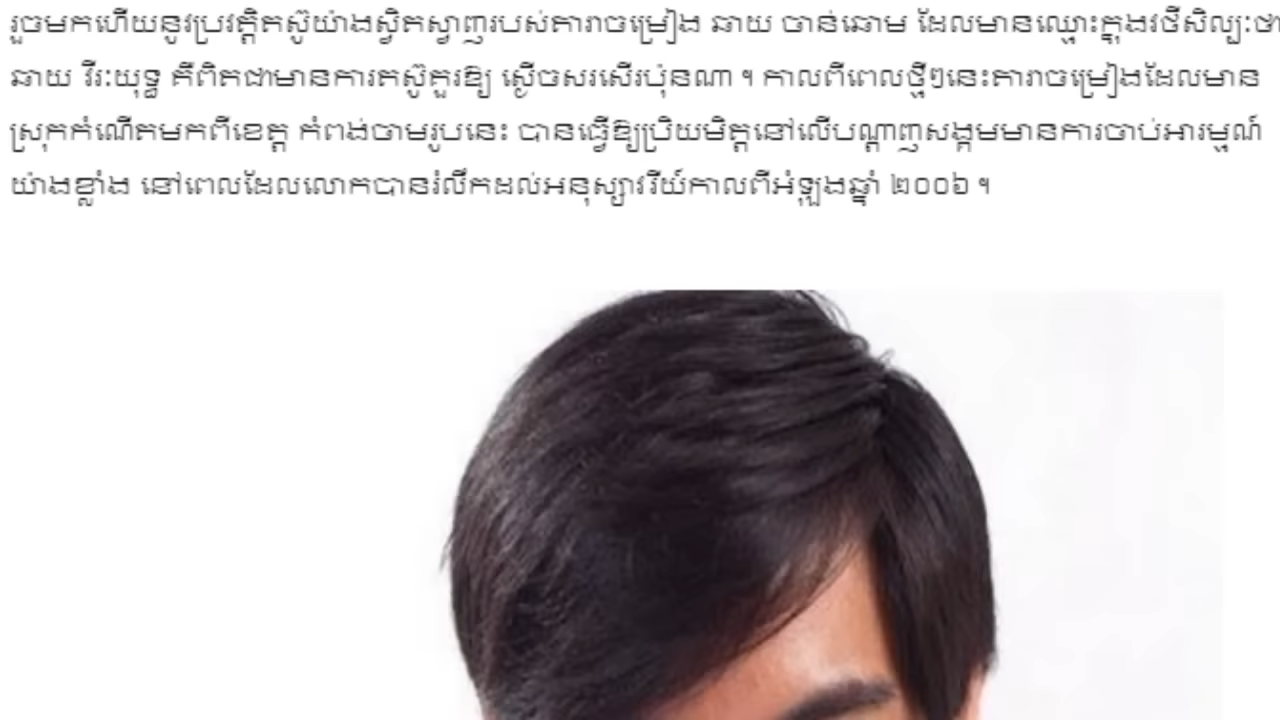 រួចមកហើយនូវប្រវត្តិតស៊ូយ៉ាងស្វិតស្វាញរបស់តារាចម្រៀង ឆាយ ចាន់ឆោម ដែលមានឈ្មោះក្នុងវថីសិល្បៈថា
ឆាយ វីរៈយុទ្ធ គឺពិតជាមានការតស៊ូគួរឱ្យ ស្ងើចសរសើរប៉ុនណា ។ កាលពីពេលថ្មីៗនេះតារាចម្រៀងដែលមាន
ស្រុកកំណើតមកពីខេត្ត កំពង់ចាមរូបនេះ បានធ្វើឱ្យប្រិយមិត្តនៅលើបណ្តាញសង្គមមានការចាប់អារម្មណ៍
យ៉ាងខ្លាំង នៅពេលដែលលោកបានរំលឹកដល់អនុស្សាវរីយ៍កាលពីអំឡុងឆ្នាំ ២០០៦ ។